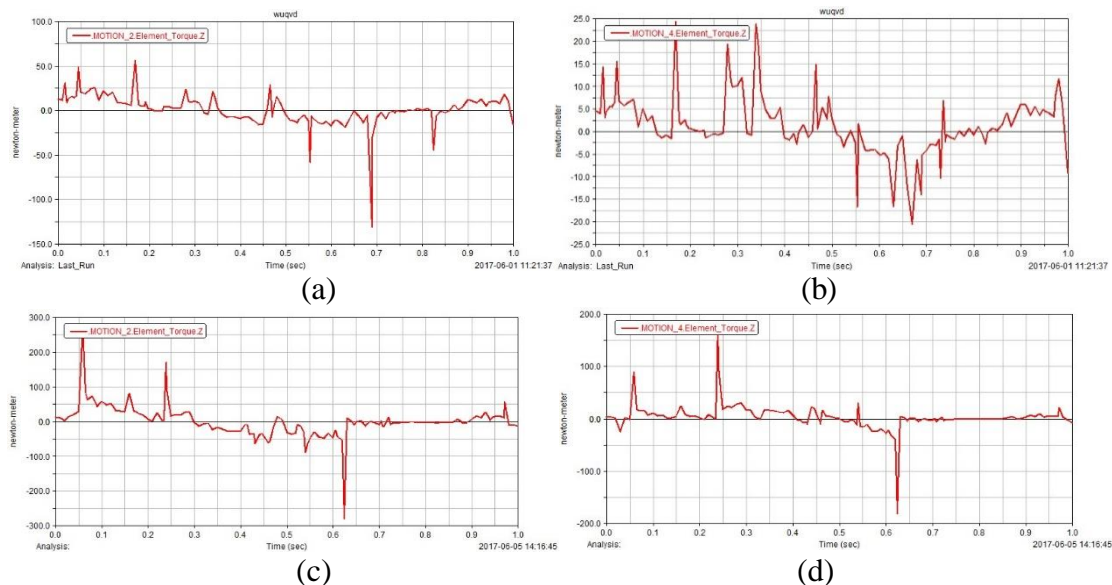 wuqvd
MOTION_2.Element_Torque.Z
100.0
50.0
0.0
-50.0
-100.0
-150.0
newton-meter
0.0 0.1 0.2 0.3 0.4 0.5 0.6 0.7 0.8 0.9 1.0
Analysis: Last_Run Time (sec) 2017-06-01 11:21:37
(a)
wuqvd
MOTION_4.Element_Torque.Z
25.0
20.0
15.0
10.0
5.0
0.0
-5.0
-10.0
-15.0
-20.0
-25.0
newton-meter
0.0 0.1 0.2 0.3 0.4 0.5 0.6 0.7 0.8 0.9 1.0
Analysis: Last_Run Time (sec) 2017-06-01 11:21:37
(b)
MOTION_2.Element_Torque.Z
300.0
200.0
100.0
0.0
-100.0
-200.0
-300.0
newton-meter
0.0 0.1 0.2 0.3 0.4 0.5 0.6 0.7 0.8 0.9 1.0
Analysis: Time (sec) 2017-06-05 14:16:45
(c)
MOTION_4.Element_Torque.Z
200.0
100.0
0.0
-100.0
-200.0
newton-meter
0.0 0.1 0.2 0.3 0.4 0.5 0.6 0.7 0.8 0.9 1.0
Analysis: Time (sec) 2017-06-05 14:16:45
(d)